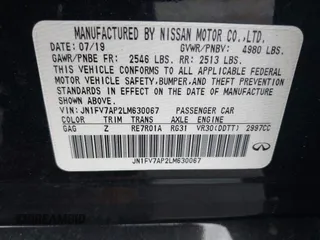 MANUFACTURED BY NISSAN MOTOR CO.,LTD.
DATE: 07/19 GVWR/PNBV: 4980 LBS.
GAWR/PNBE FR: 2546 LBS. RR: 2513 LBS.
THIS VEHICLE CONFORMS TO ALL APPLICABLE
FEDERAL MOTOR VEHICLE SAFETY,
BUMPER, AND THEFT PREVENTION STANDARDS IN
EFFECT ON THE DATE OF MANUFACTURE SHOWN ABOVE.
VIN:JN1FV7AP2LM630067 PASSENGER CAR
COLOR TRIM TRANS AXLE ENGINE
GAG Z RE7R01A RG31 VR30(DDTT) 2997CC
JN1FV7AP2LM630067
INFINITI